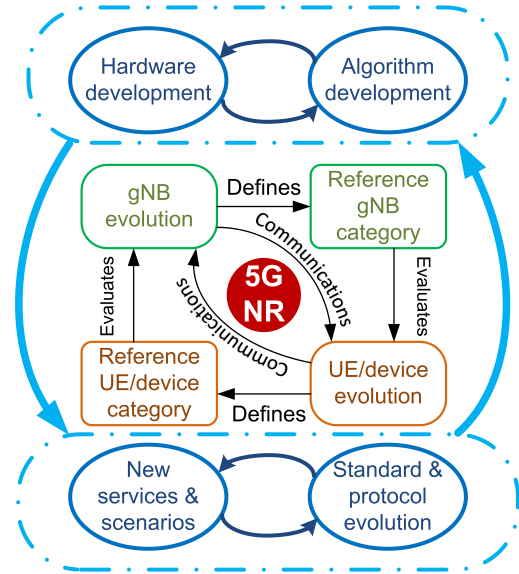 Hardware
development
Algorithm
development
gNB
evolution
Defines
Reference
gNB
category
Communications
5G
NR
Communications
Evaluates
Evaluates
Reference
UE/device
category
Defines
UE/device
evolution
New
services &
scenarios
Standard &
protocol
evolution